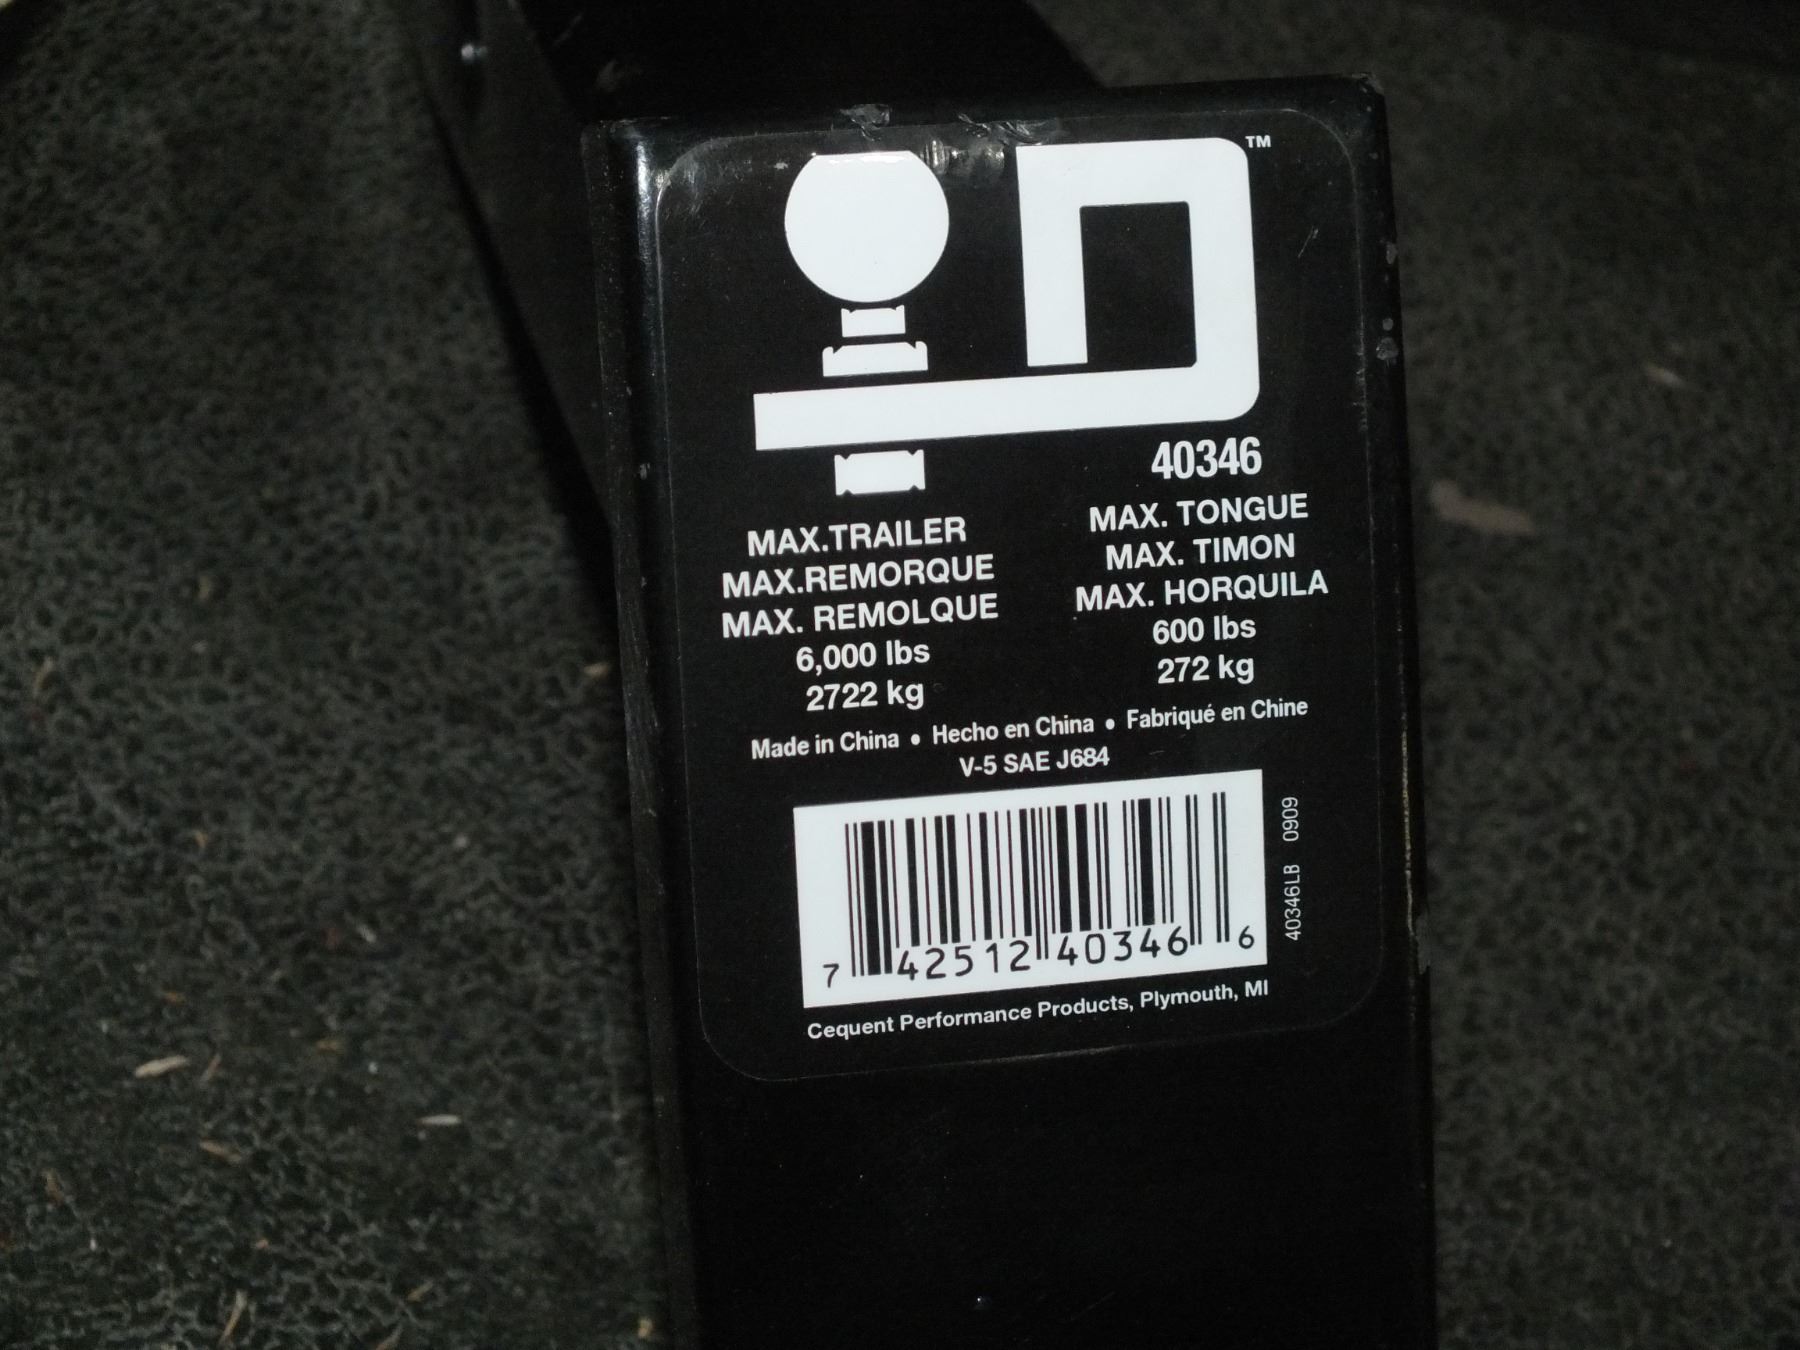 TM
40346
MAX.TRAILER
MAX.REMORQUE
MAX. REMOLQUE
6,000 lbs
2722 kg
MAX. TONGUE
MAX. TIMON
MAX. HORQUILA
600 lbs
272 kg
Made in China • Hecho en China • Fabriqué en Chine
V-5 SAE J684
7 42512 40346 6
40346LB 0909
Cequent Performance Products, Plymouth, MI